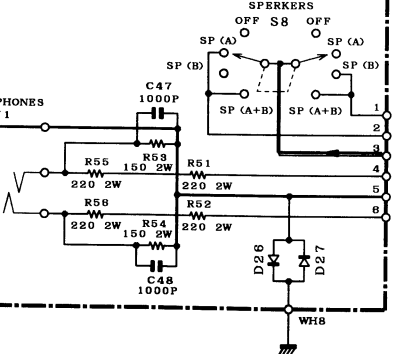 SPERKERS
OFF S8 OFF
SP (A) SP (A)
SP (B) SP (B)
C47
1000P
SP (A+B) SP (A+B)
PHONES
1
1
2
3
R53
150 2W
R55 R51
220 2W 220 2W
4
5
R56 R52
220 2W 220 2W
6
R54
150 2W
C48
1000P
D26 D27
WH8